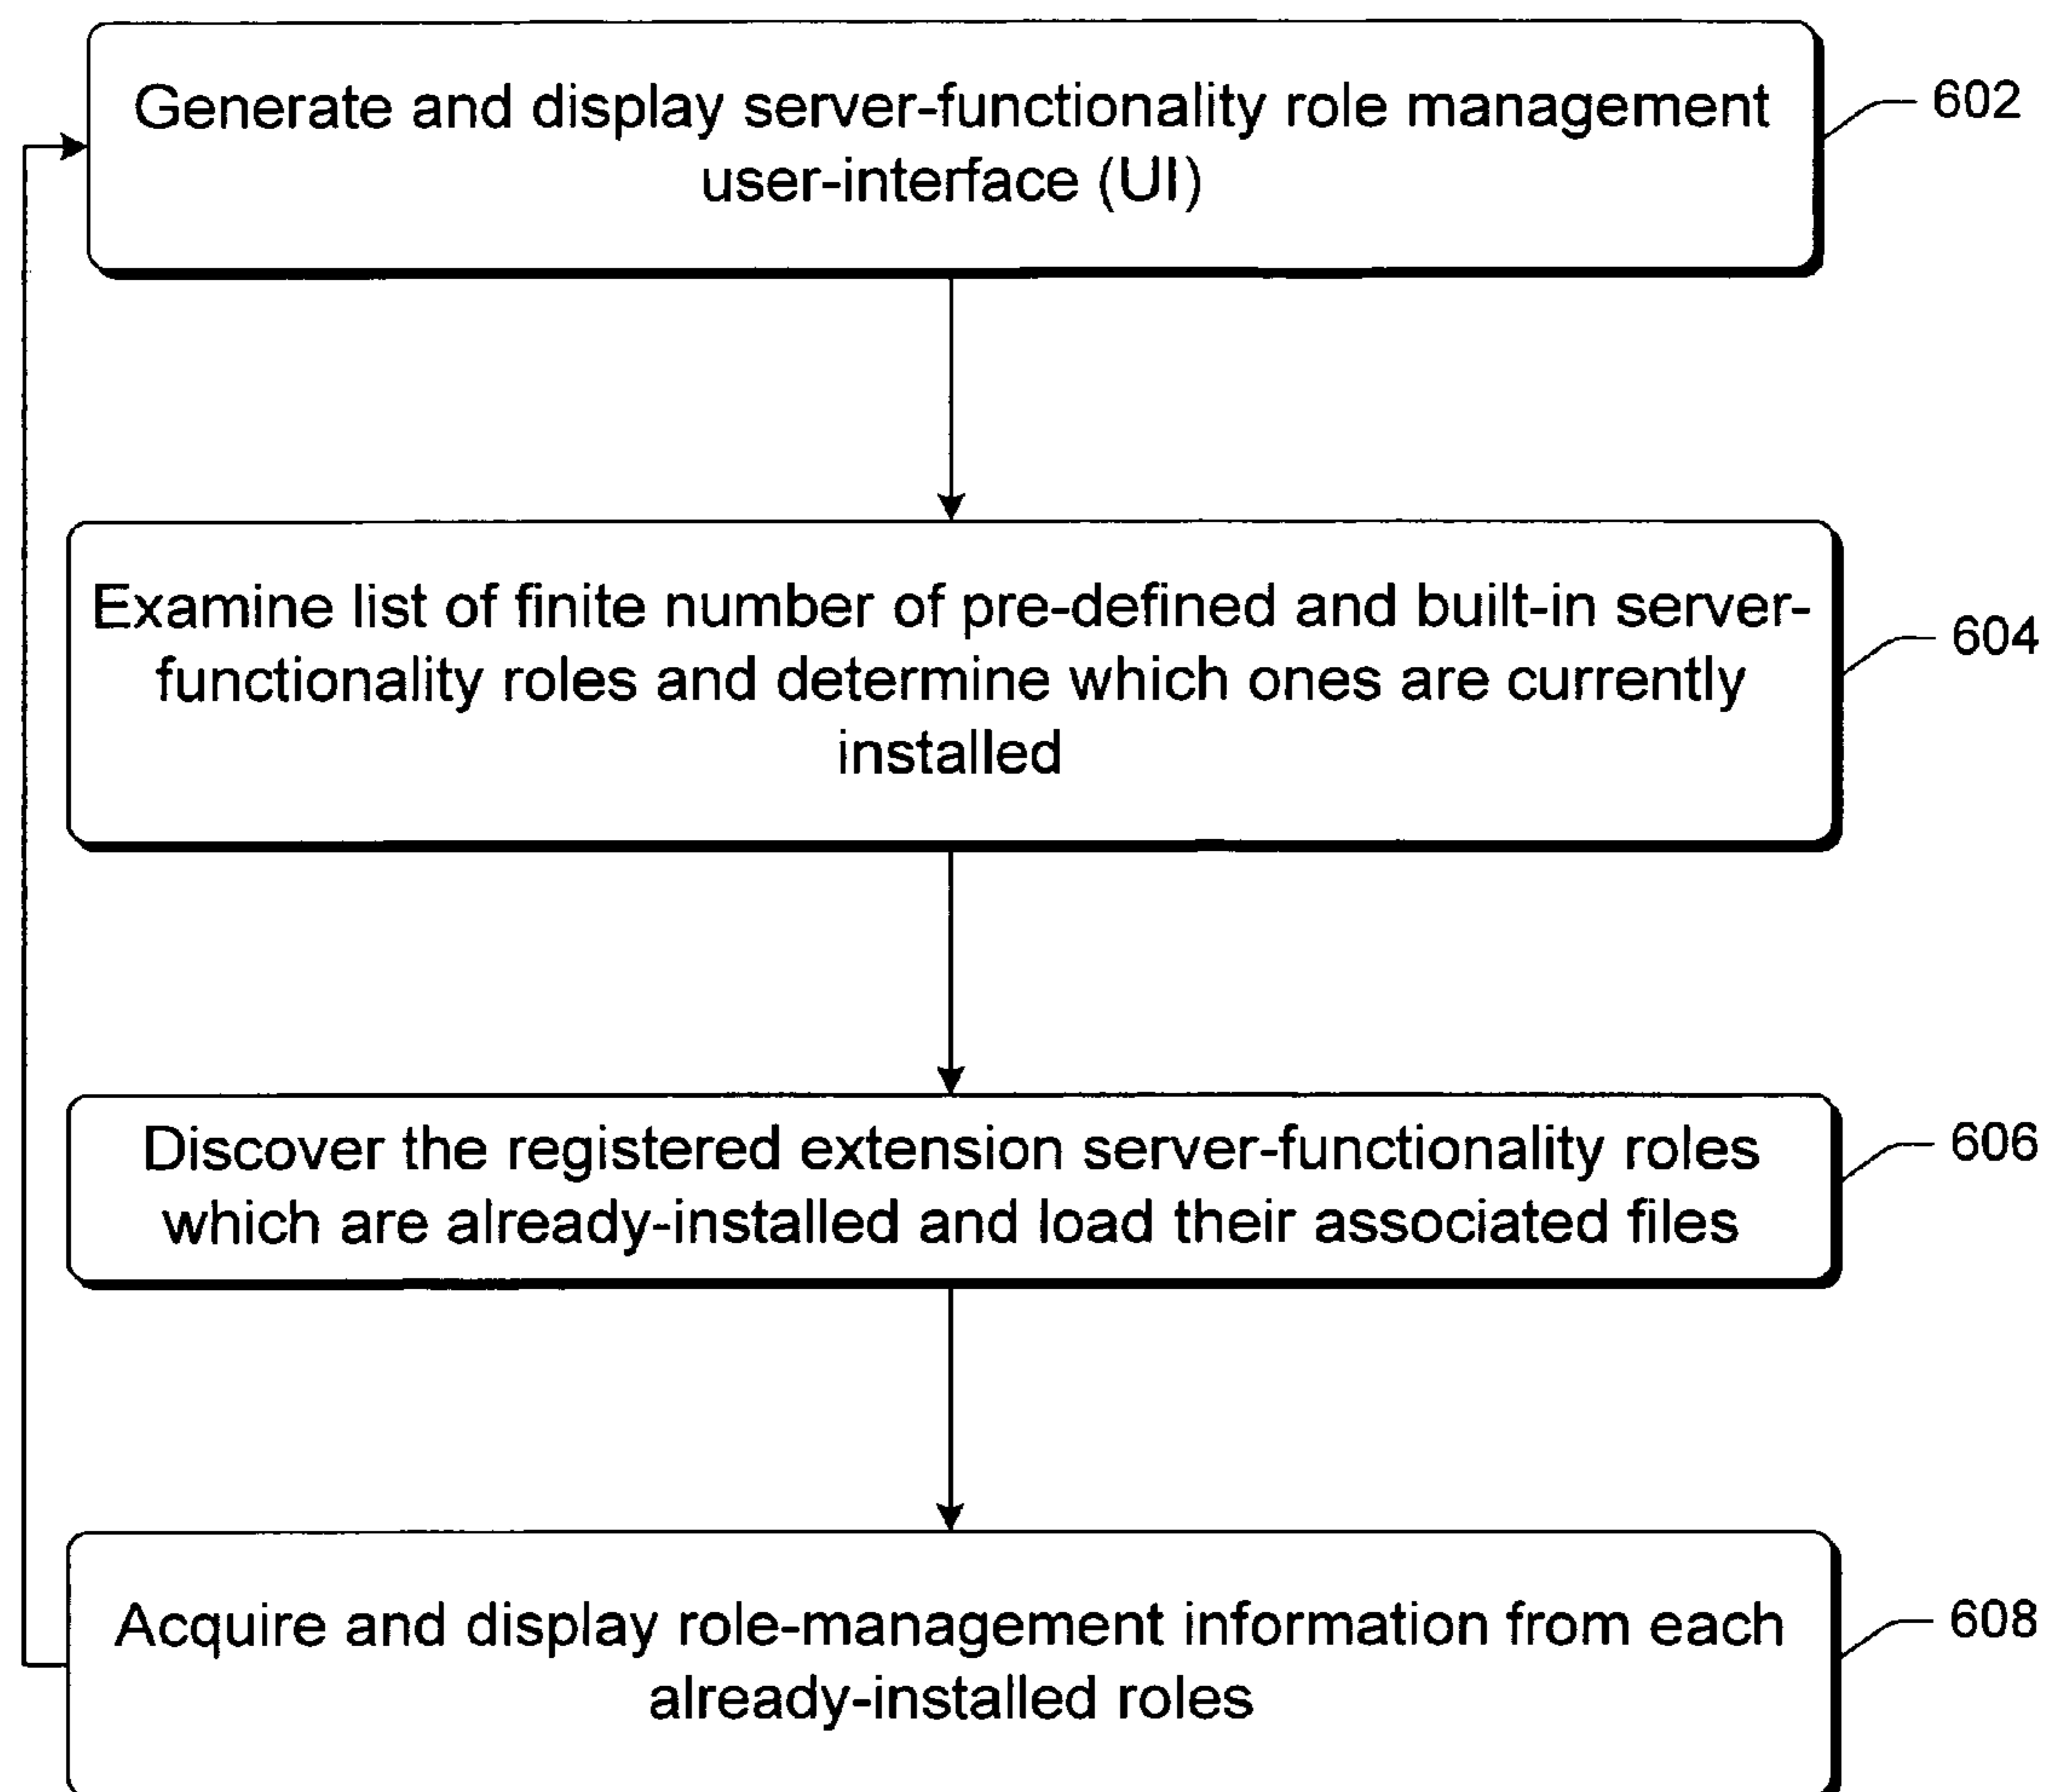 Generate and display server-functionality role management
user-interface (UI)
602
Examine list of finite number of pre-defined and built-in server-
functionality roles and determine which ones are currently
installed
604
Discover the registered extension server-functionality roles
which are already-installed and load their associated files
606
Acquire and display role-management information from each
already-installed roles
608